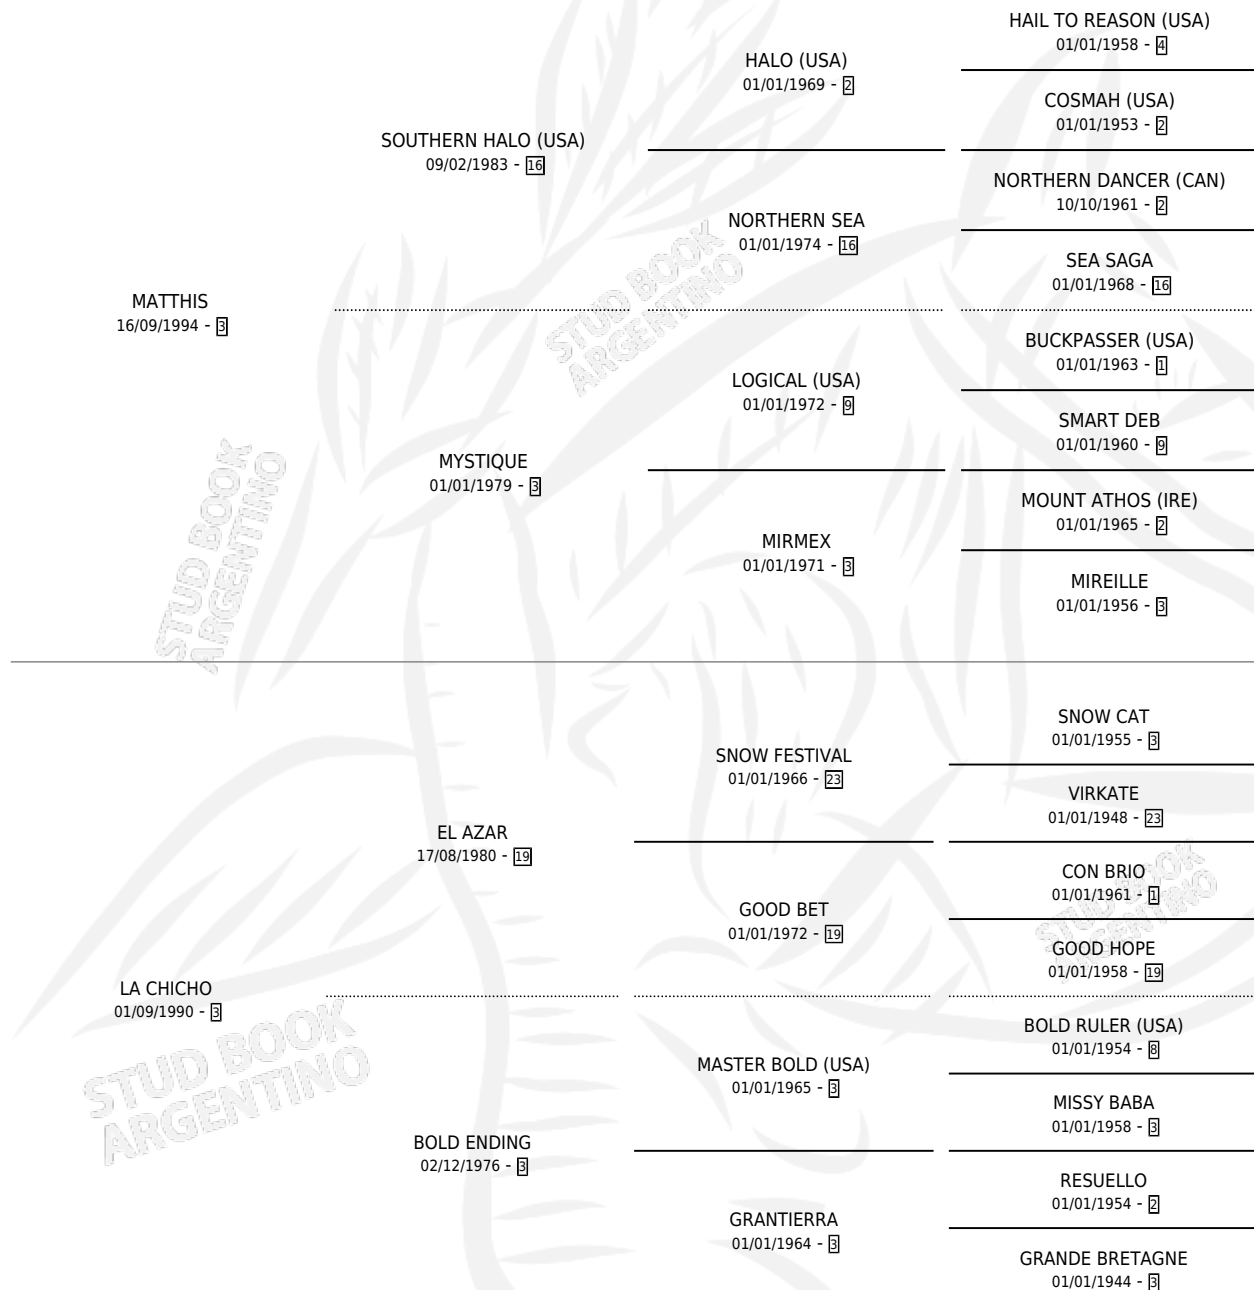 HAIL TO REASON (USA)
01/01/1958 - 4
HALO (USA)
01/01/1969 - 2
COSMAH (USA)
01/01/1953 - 2
SOUTHERN HALO (USA)
09/02/1983 - 16
NORTHERN DANCER (CAN)
10/10/1961 - 2
NORTHERN SEA
01/01/1974 - 16
SEA SAGA
01/01/1968 - 16
MATTHIS
16/09/1994 - 3
BUCKPASSER (USA)
01/01/1963 - 1
LOGICAL (USA)
01/01/1972 - 9
SMART DEB
01/01/1960 - 9
MYSTIQUE
01/01/1979 - 3
MOUNT ATHOS (IRE)
01/01/1965 - 2
MIRMEX
01/01/1971 - 3
MIREILLE
01/01/1956 - 3
SNOW CAT
01/01/1955 - 3
SNOW FESTIVAL
01/01/1966 - 23
VIRKATE
01/01/1948 - 23
EL AZAR
17/08/1980 - 19
CON BRIO
01/01/1961 - 1
GOOD BET
01/01/1972 - 19
GOOD HOPE
01/01/1958 - 19
LA CHICHO
01/09/1990 - 3
BOLD RULER (USA)
01/01/1954 - 8
MASTER BOLD (USA)
01/01/1965 - 3
MISSY BABA
01/01/1958 - 3
BOLD ENDING
02/12/1976 - 3
RESUELLO
01/01/1954 - 2
GRANTIERRA
01/01/1964 - 3
GRANDE BRETAGNE
01/01/1944 - 3
STUD BOOK
ARGENTINO
STUD BOOK
ARGENTINO
STUD BOOK
ARGENTINO
STUD BOOK
ARGENTINO